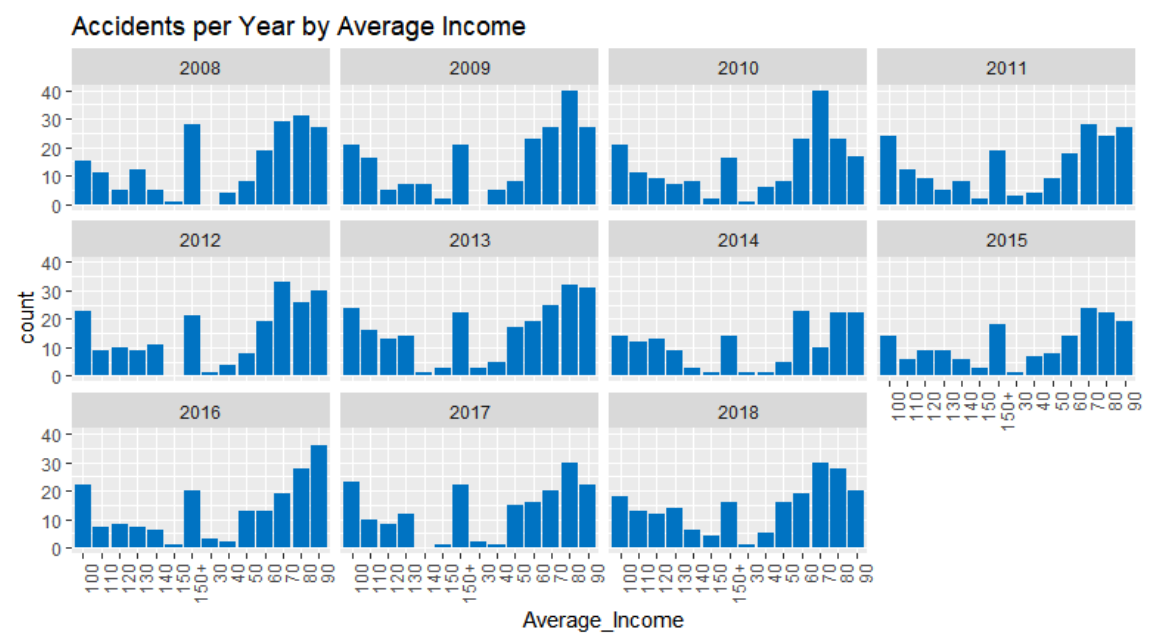 Accidents per Year by Average Income
2008 2009 2010 2011
40
30
20
10
0
2012 2013 2014 2015
40
30
20
10
0
100 110 120 130 140 150 150+ 30 40 50 60 70 80 90
2016 2017 2018
40
30
20
10
0
100 110 120 130 140 150 150+ 30 40 50 60 70 80 90 100 110 120 130 140 150 150+ 30 40 50 60 70 80 90 100 110 120 130 140 150 150+ 30 40 50 60 70 80 90
count
Average_Income